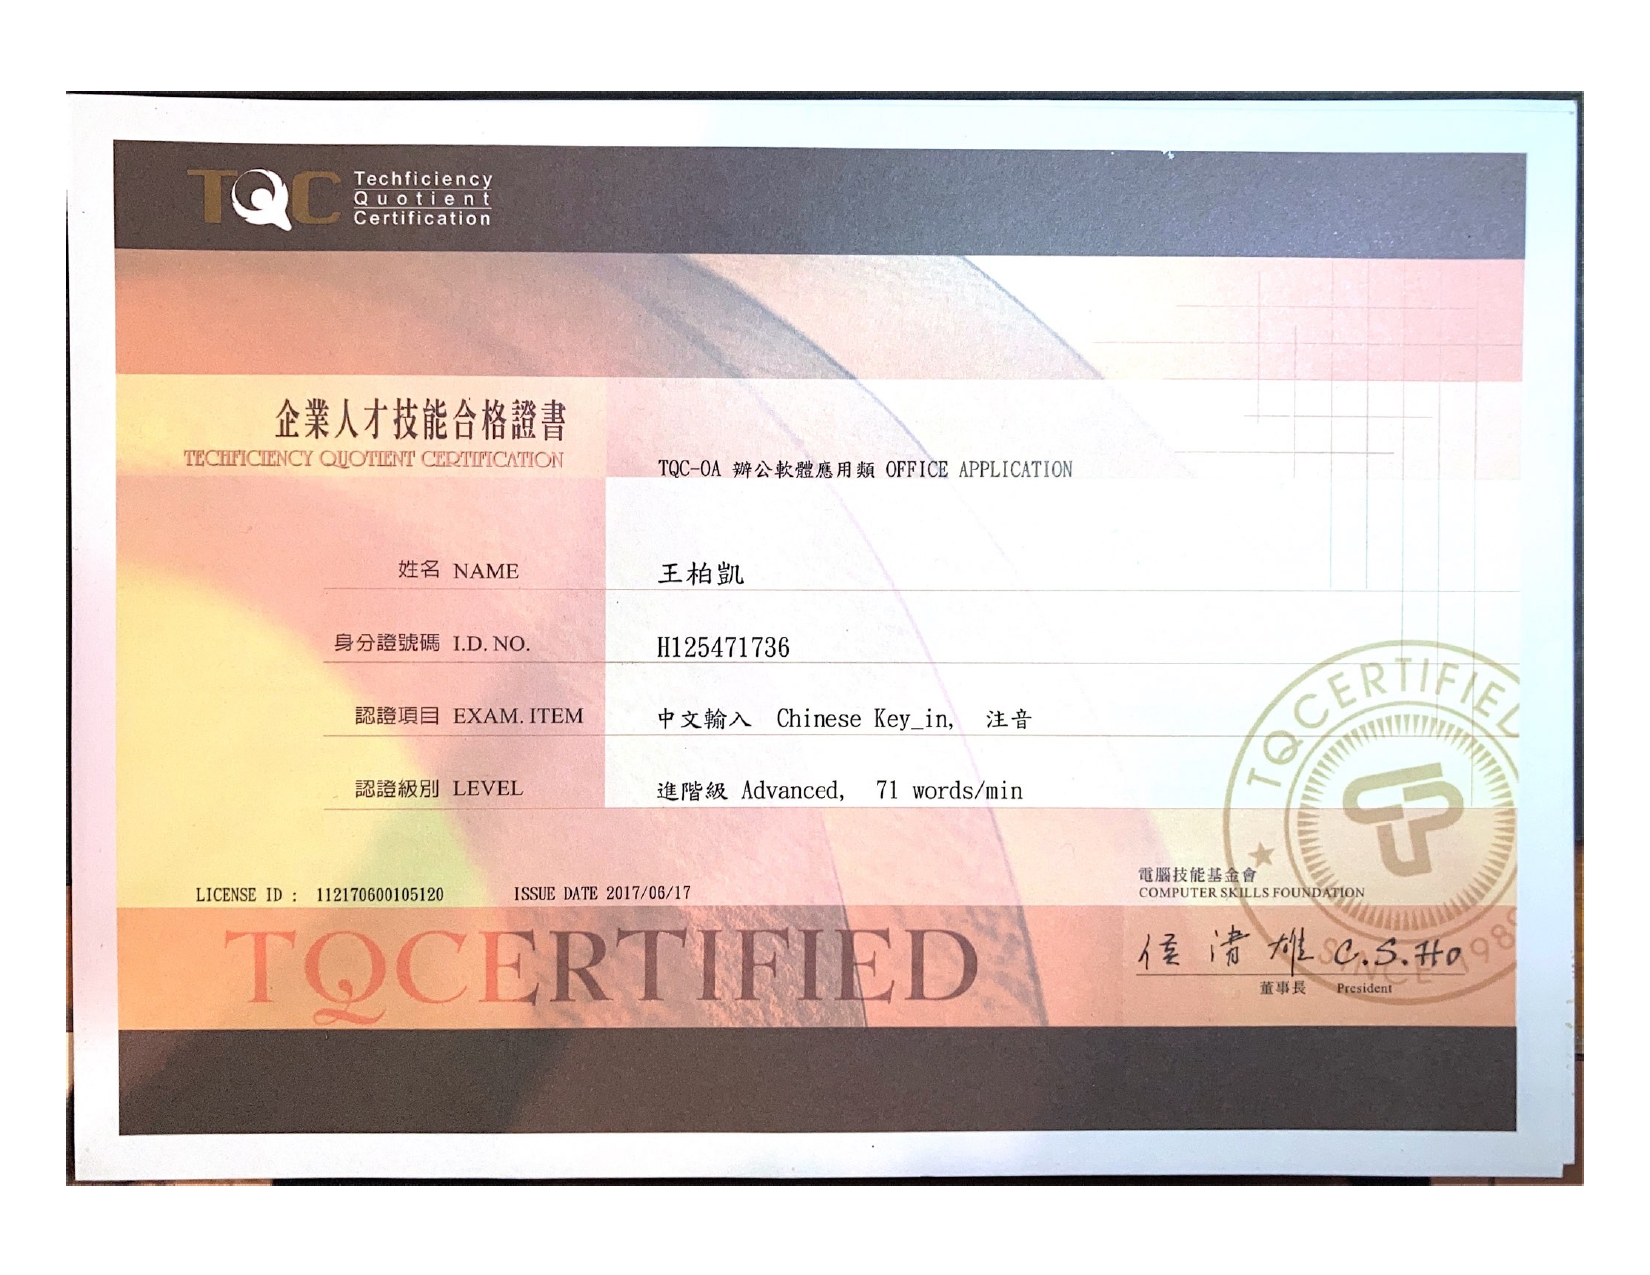 TQC Techficiency
Quotient
Certification
企業人才技能合格證書
TECHFICIENCY QUOTIENT CERTIFICATION
TQC-OA 辦公軟體應用類 OFFICE APPLICATION
姓名 NAME 王柏凱
身分證號碼 I.D. NO. H125471736
認證項目 EXAM. ITEM 中文輸入 Chinese Key_in, 注音
認證級別 LEVEL 進階級 Advanced, 71 words/min
TQCERTIFIED
SINCE 1989
LICENSE ID : 112170600105120 ISSUE DATE 2017/06/17
電腦技能基金會
COMPUTER SKILLS FOUNDATION
TQCERTIFIED
侯清雄 C.S.Ho
董事長 President